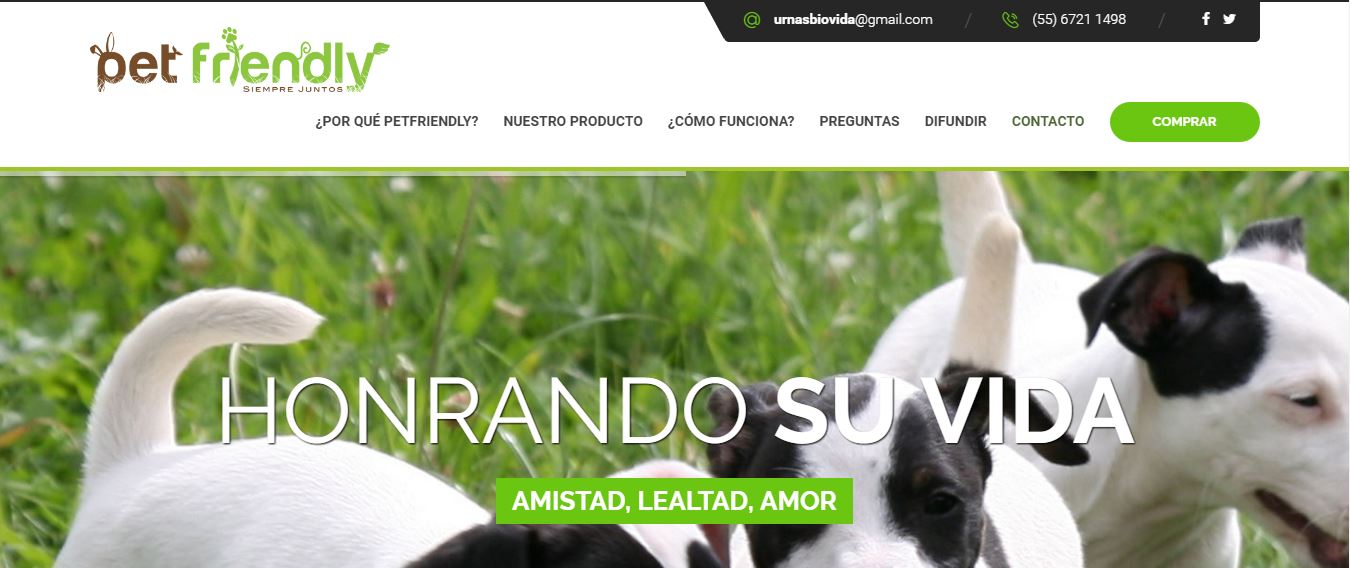 urnasbiovida@gmail.com / (55) 6721 1498 /
pet friendly
SIEMPRE JUNTOS
¿POR QUÉ PETFRIENDLY? NUESTRO PRODUCTO ¿CÓMO FUNCIONA? PREGUNTAS DIFUNDIR CONTACTO COMPRAR
HONRANDO SU VIDA
AMISTAD, LEALTAD, AMOR